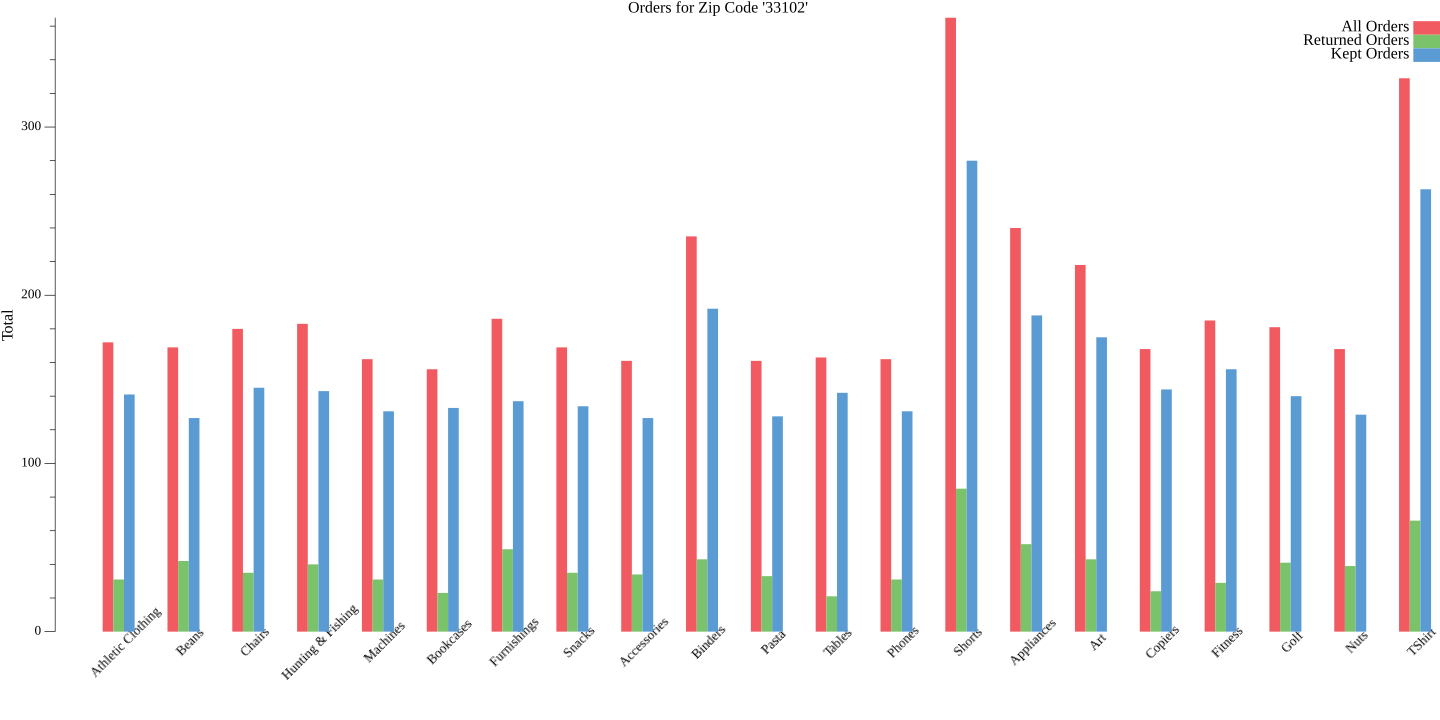 Orders for Zip Code '33102'
All Orders
Returned Orders
Kept Orders
Total
300
200
100
0
Athletic Clothing
Beans
Chairs
Hunting & Fishing
Machines
Bookcases
Furnishings
Snacks
Accessories
Binders
Pasta
Tables
Phones
Shorts
Appliances
Art
Copiers
Fitness
Golf
Nuts
TShirt